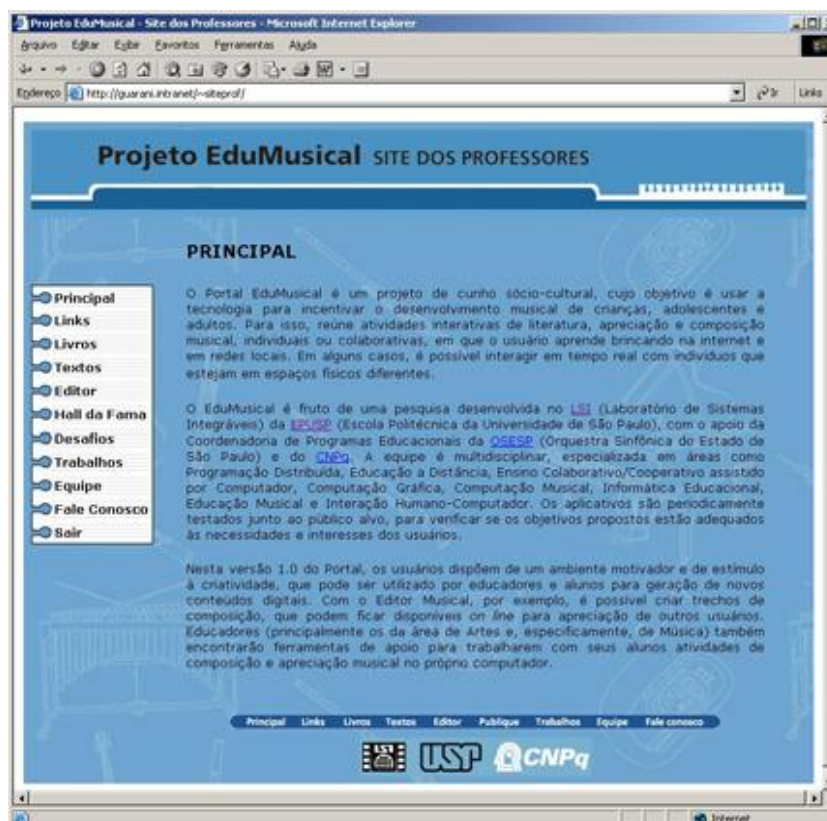 Projeto EduMusical - Site dos Professores - Microsoft Internet Explorer
Arquivo Editar Exibir Favoritos Ferramentas Ajuda
Endereço http://guarani.intranet/~siteprof/ Ir Links
Projeto EduMusical SITE DOS PROFESSORES
PRINCIPAL
Principal
Links
Livros
Textos
Editor
Hall da Fama
Desafios
Trabalhos
Equipe
Fale Conosco
Sair
O Portal EduMusical é um projeto de cunho sócio-cultural, cujo objetivo é usar a
tecnologia para incentivar o desenvolvimento musical de crianças, adolescentes e
adultos. Para isso, reúne atividades interativas de literatura, apreciação e composição
musical, individuais ou colaborativas, em que o usuário aprende brincando na internet e
em redes locais. Em alguns casos, é possível interagir em tempo real com indivíduos que
estejam em espaços físicos diferentes.
O EduMusical é fruto de uma pesquisa desenvolvida no LSI (Laboratório de Sistemas
Integráveis) da EPUSP (Escola Politécnica da Universidade de São Paulo), com o apoio da
Coordenadoria de Programas Educacionais da OSESP (Orquestra Sinfônica do Estado de
São Paulo) e do CNPq. A equipe é multidisciplinar, especializada em áreas como
Programação Distribuída, Educação a Distância, Ensino Colaborativo/Cooperativo assistido
por Computador, Computação Gráfica, Computação Musical, Informática Educacional,
Educação Musical e Interação Humano-Computador. Os aplicativos são periodicamente
testados junto ao público alvo, para verificar se os objetivos propostos estão adequados
às necessidades e interesses dos usuários.
Nesta versão 1.0 do Portal, os usuários dispõem de um ambiente motivador e de estímulo
à criatividade, que pode ser utilizado por educadores e alunos para geração de novos
conteúdos digitais. Com o Editor Musical, por exemplo, é possível criar trechos de
composição, que podem ficar disponíveis on line para apreciação de outros usuários.
Educadores (principalmente os da área de Artes e, especificamente, de Música) também
encontrarão ferramentas de apoio para trabalharem com seus alunos atividades de
composição e apreciação musical no próprio computador.
Principal Links Livros Textos Editor Publique Trabalhos Equipe Fale conosco
LSI USP CNPq
Internet